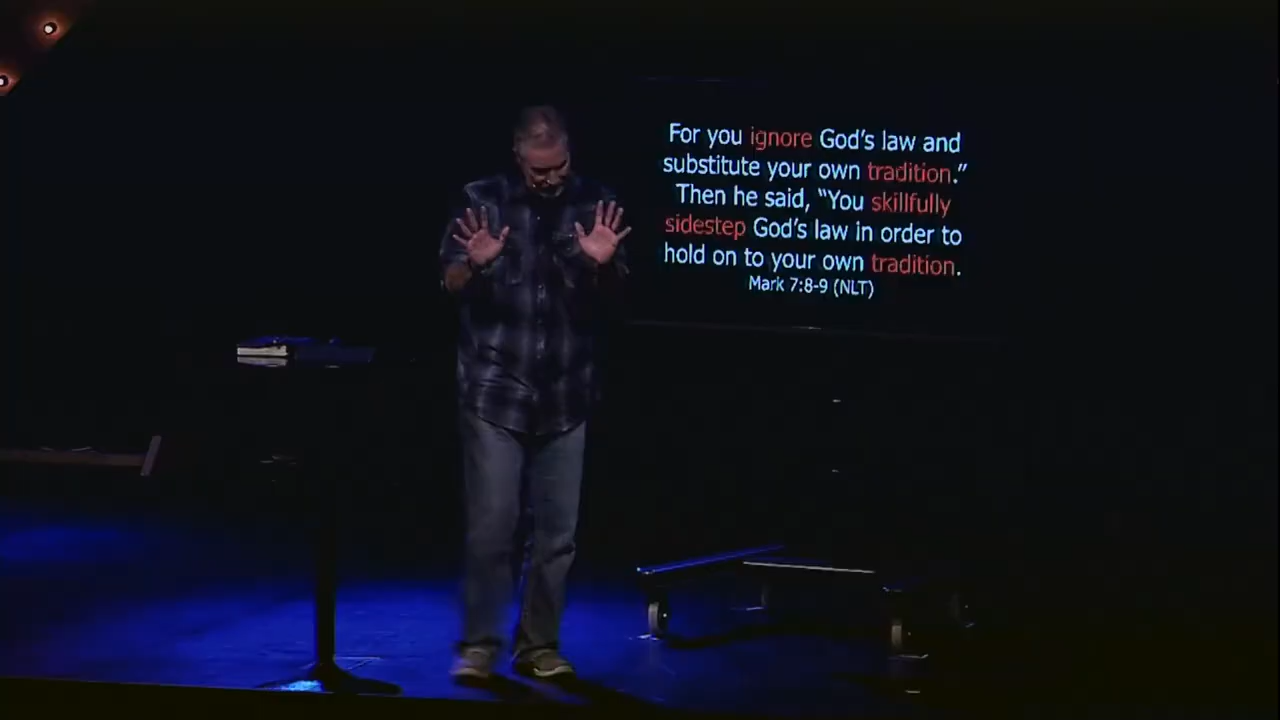 For you ignore God's law and
substitute your own tradition.”
Then he said, “You skillfully
sidestep God's law in order to
hold on to your own tradition.
Mark 7:8-9 (NLT)